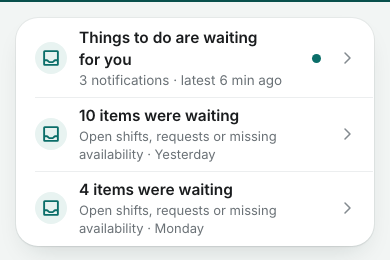 Things to do are waiting
for you
3 notifications · latest 6 min ago
10 items were waiting
Open shifts, requests or missing
availability · Yesterday
4 items were waiting
Open shifts, requests or missing
availability · Monday